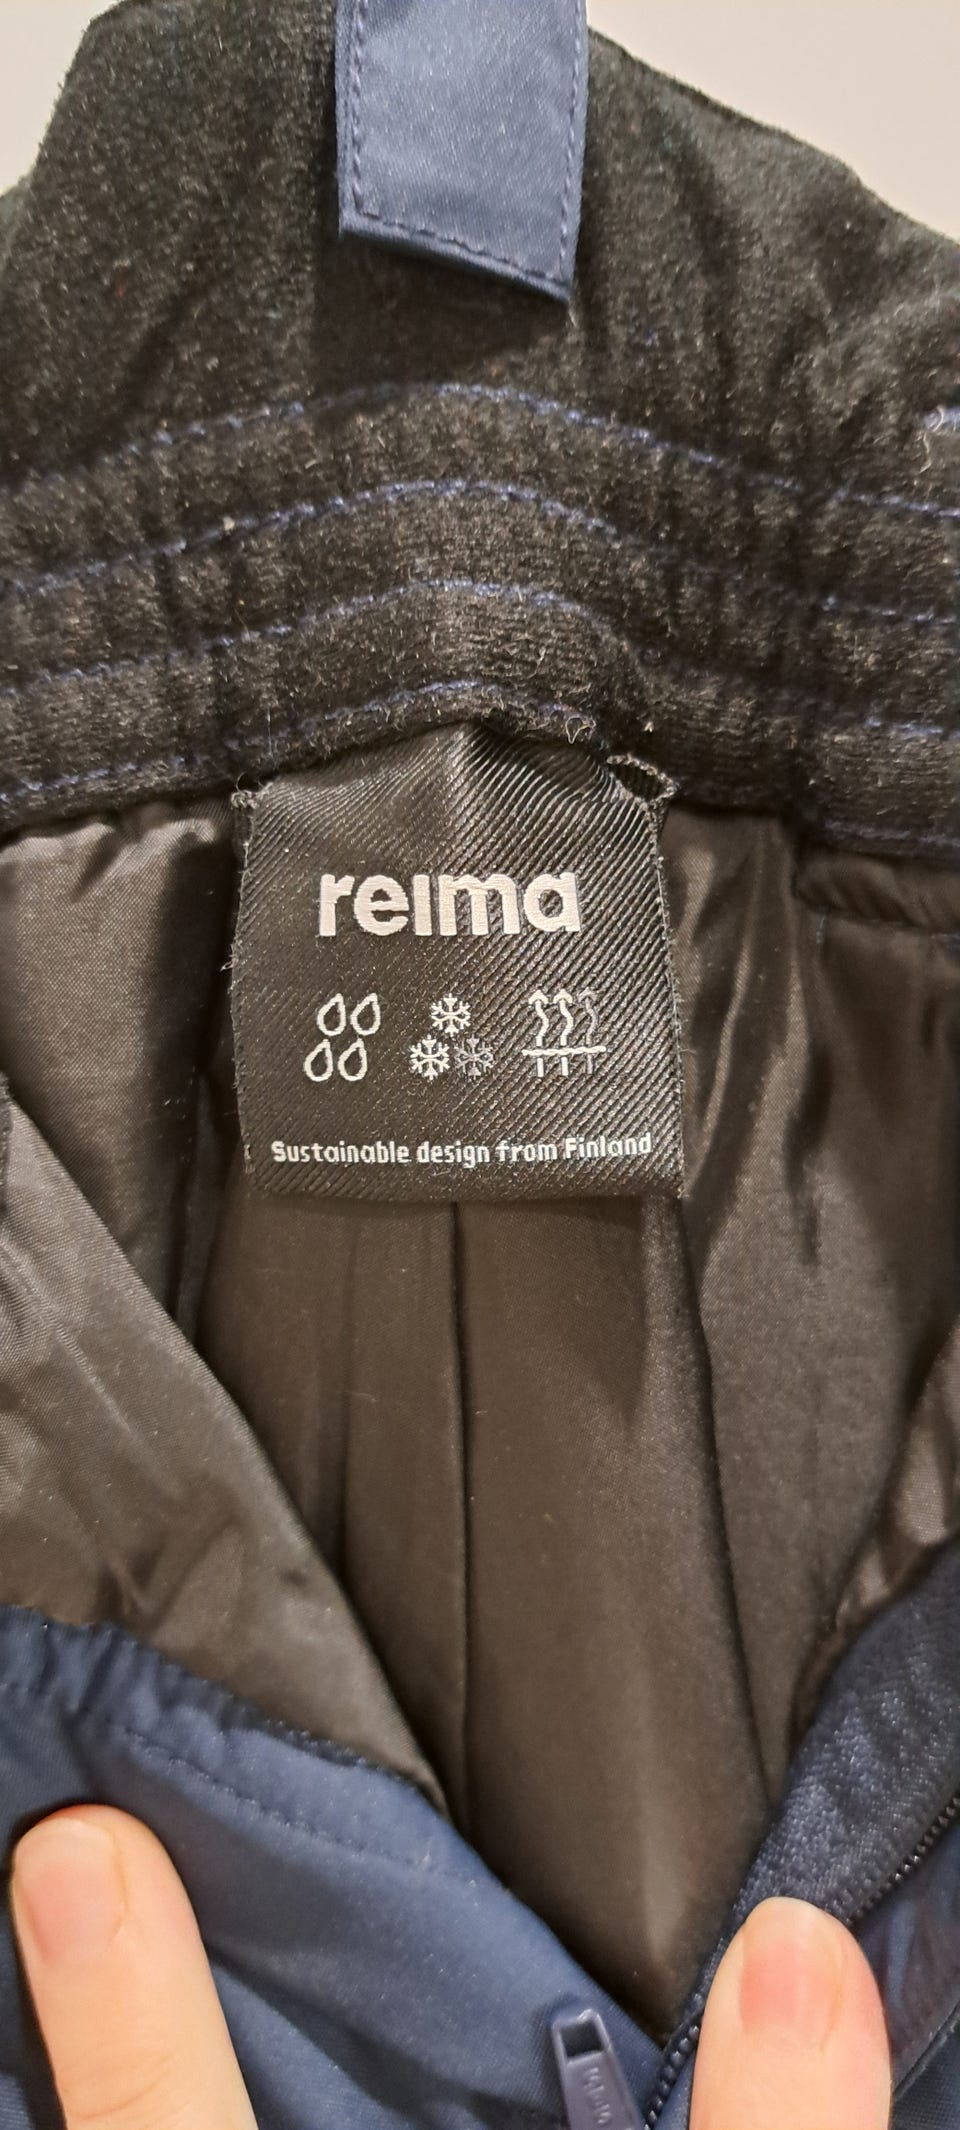 reima
Sustainable design from Finland